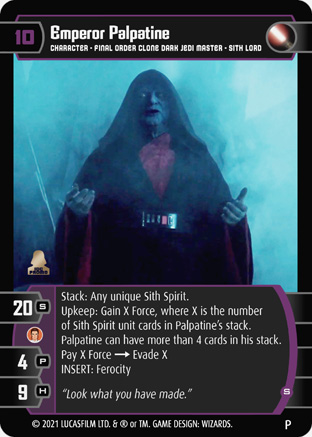 10 Emperor Palpatine
CHARACTER - FINAL ORDER CLONE DARK JEDI MASTER - SITH LORD
20 S
4 P
9 H
Stack: Any unique Sith Spirit.
Upkeep: Gain X Force, where X is the number
of Sith Spirit unit cards in Palpatine's stack.
Palpatine can have more than 4 cards in his stack.
Pay X Force → Evade X
INSERT: Ferocity
"Look what you have made."
S
© 2021 LUCASFILM LTD. & ® or TM. GAME DESIGN: WIZARDS.
P